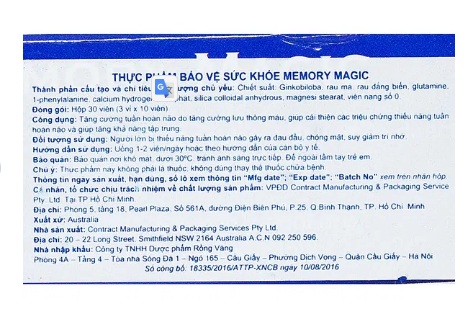 THỰC PHẨM BẢO VỆ SỨC KHỎE MEMORY MAGIC
Thành phần cấu tạo và chỉ tiêu lượng chủ yếu: Chiết suất: Ginkobiloba, rau má, rau đắng biển, glutamine,
1-phenylalanine, calcium hydrogen phat, silica colloidal anhydrous, magnesi stearat, viên nang số 0
Đóng gói: Hộp 30 viên (3 vỉ x 10 viên)
Công dụng: Tăng cường tuần hoàn não do tăng cường lưu thông máu, giúp cải thiện các triệu chứng thiểu năng tuần
hoàn não và giúp tăng khả năng tập trung.
Đối tượng sử dụng: Người lớn bị thiểu năng tuần hoàn não gây ra đau đầu, chóng mặt, suy giảm trí nhớ
Hướng dẫn sử dụng: Uống 1-2 viên/ngày hoặc theo hướng dẫn của cán bộ y tế.
Bảo quản: Bảo quản nơi khô mát, dưới 30ºC, tránh ánh sáng trực tiếp. Để ngoài tầm tay trẻ em.
Chú ý: Thực phẩm này không phải là thuốc, không dùng thay thế thuốc chữa bệnh
Thông tin ngày sản xuất, hạn dùng, số lô xem thông tin "Mfg date"; "Exp date"; "Batch No" xem trên nhãn hộp.
Cá nhân, tổ chức chịu trách nhiệm về chất lượng sản phẩm: VPĐD Contract Manufacturing & Packaging Service
Pty. Ltd. Tại TP Hồ Chí Minh
Địa chỉ: Phòng 5, tầng 18, Pearl Plaza, Số 561A, đường Điện Biên Phủ, P.25, Q.Bình Thạnh, TP. Hồ Chí Minh
Xuất xứ: Australia
Nhà sản xuất: Contract Manufacturing & Packaging Services Pty Ltd.
Địa chỉ: 20 – 22 Long Street. Smithfield NSW 2164 Australia A.C.N 092 250 596.
Nhà nhập khẩu: Công ty TNHH Dược phẩm Rồng Vàng
Phòng 4A – Tầng 4 – Tòa nhà Sông Đà 1 – Ngõ 165 – Cầu Giấy – Phường Dịch Vọng – Quận Cầu Giấy – Hà Nội
Số công bố: 18335/2016/ATTP-XNCB ngày 10/08/2016